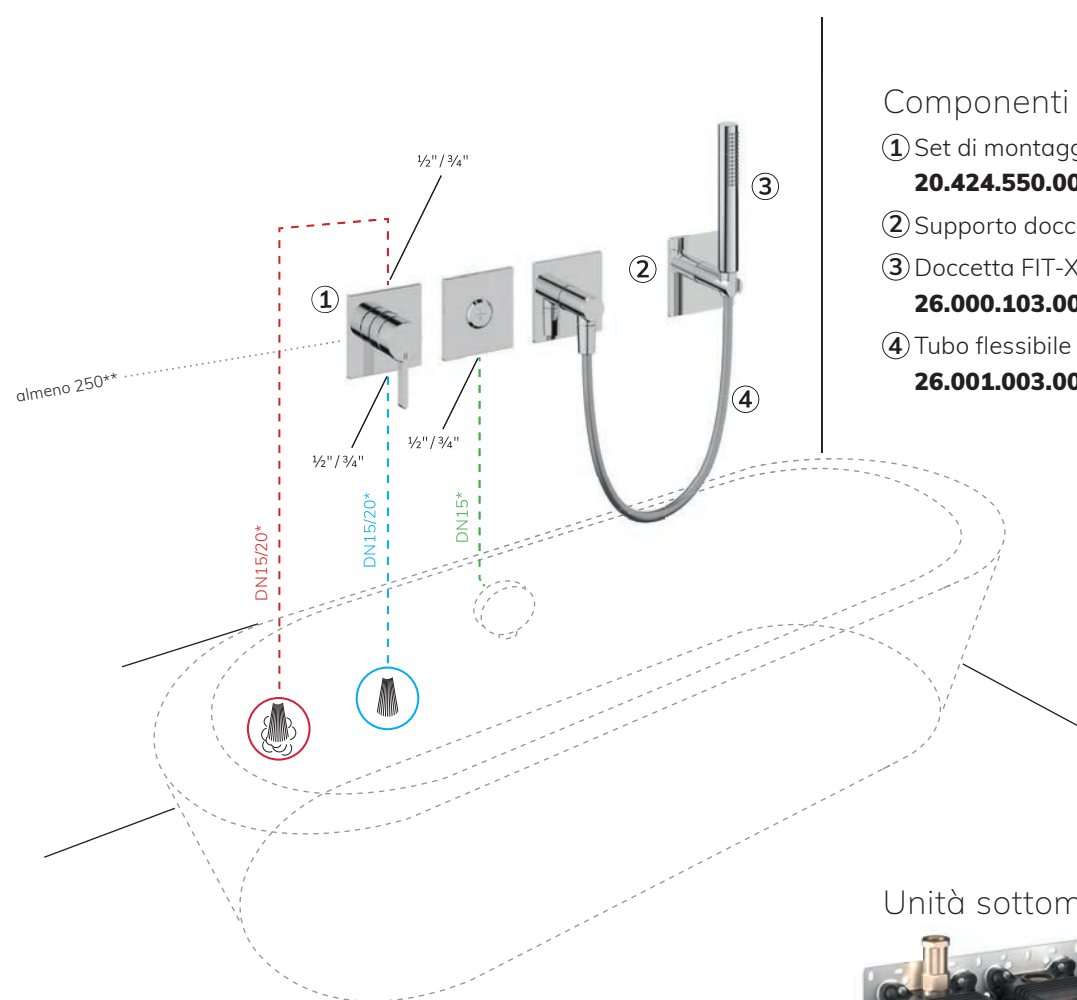 ½"/¾"
①
②
③
④
almeno 250**
½"/¾"
½"/¾"
DN15/20*
DN15/20*
DN15*
Componenti
① Set di montagg
20.424.550.00
② Supporto docc
③ Doccetta FIT-X
26.000.103.00
④ Tubo flessibile
26.001.003.00
Unità sottom